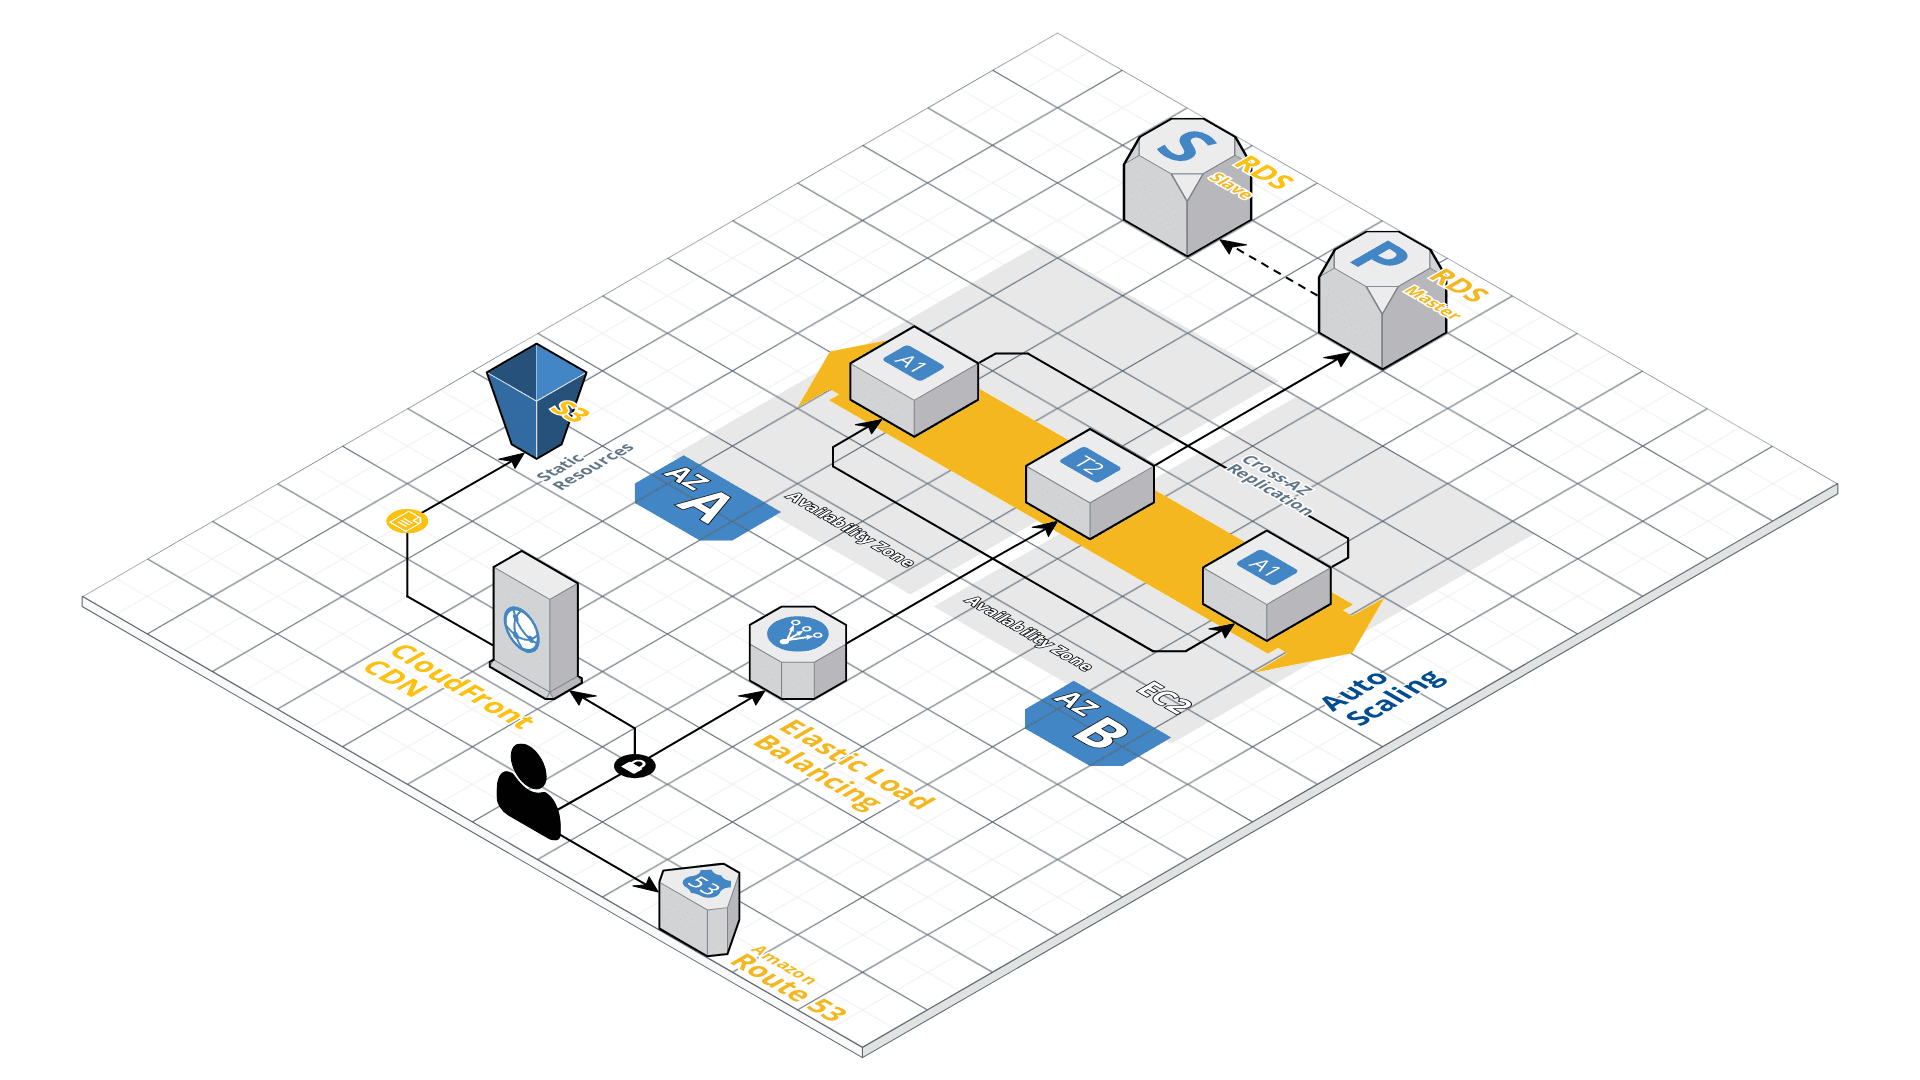 S
RDS
Slave
P
RDS
Master
A1
S3
Static
Resources
T2
Cross-AZ
Replication
AZ
A
Availability Zone
A1
Availability Zone
EC2
AZ
B
Auto
Scaling
CloudFront
CDN
Elastic Load
Balancing
53
Amazon
Route 53